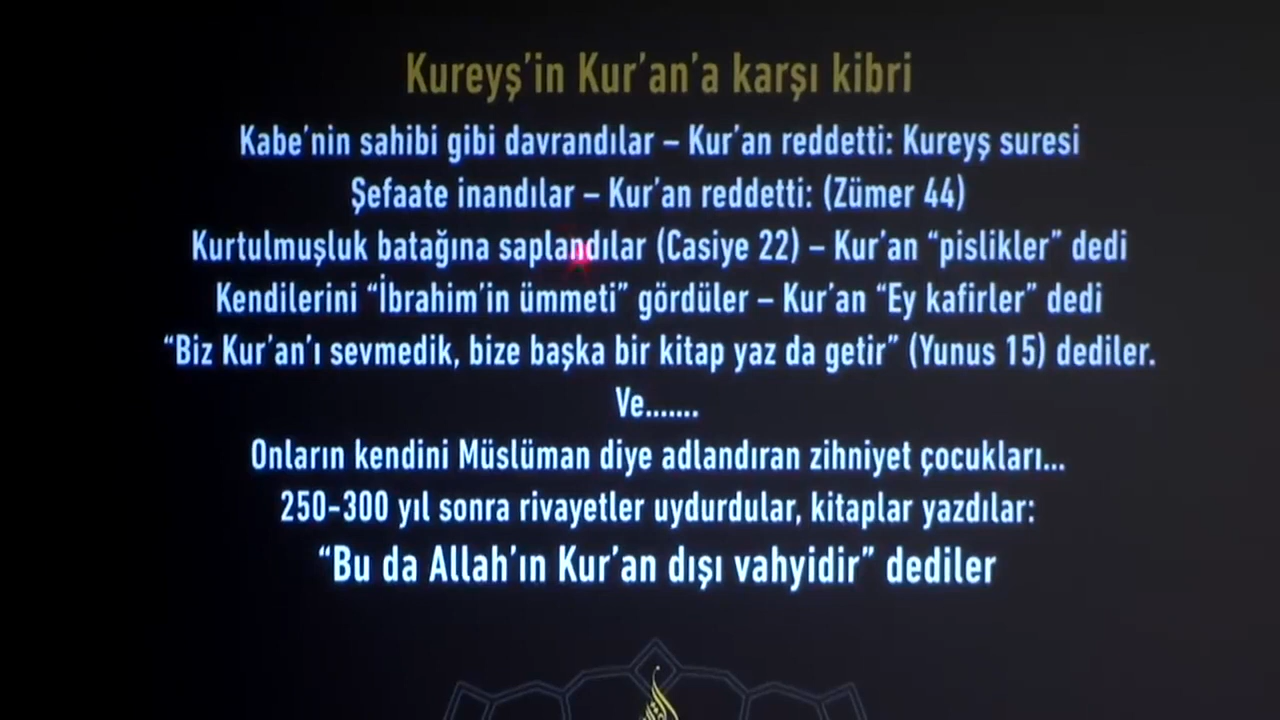 Kureyş’in Kur’an’a karşı kibri
Kabe’nin sahibi gibi davrandılar – Kur’an reddetti: Kureyş suresi
Şefaate inandılar – Kur’an reddetti: (Zümer 44)
Kurtulmuşluk batağına saplandılar (Casiye 22) – Kur’an “pislikler” dedi
Kendilerini “İbrahim’in ümmeti” gördüler – Kur’an “Ey kafirler” dedi
“Biz Kur’an’ı sevmedik, bize başka bir kitap yaz da getir” (Yunus 15) dediler.
Ve.......
Onların kendini Müslüman diye adlandıran zihniyet çocukları...
250-300 yıl sonra rivayetler uydurdular, kitaplar yazdılar:
“Bu da Allah’ın Kur’an dışı vahyidir” dediler